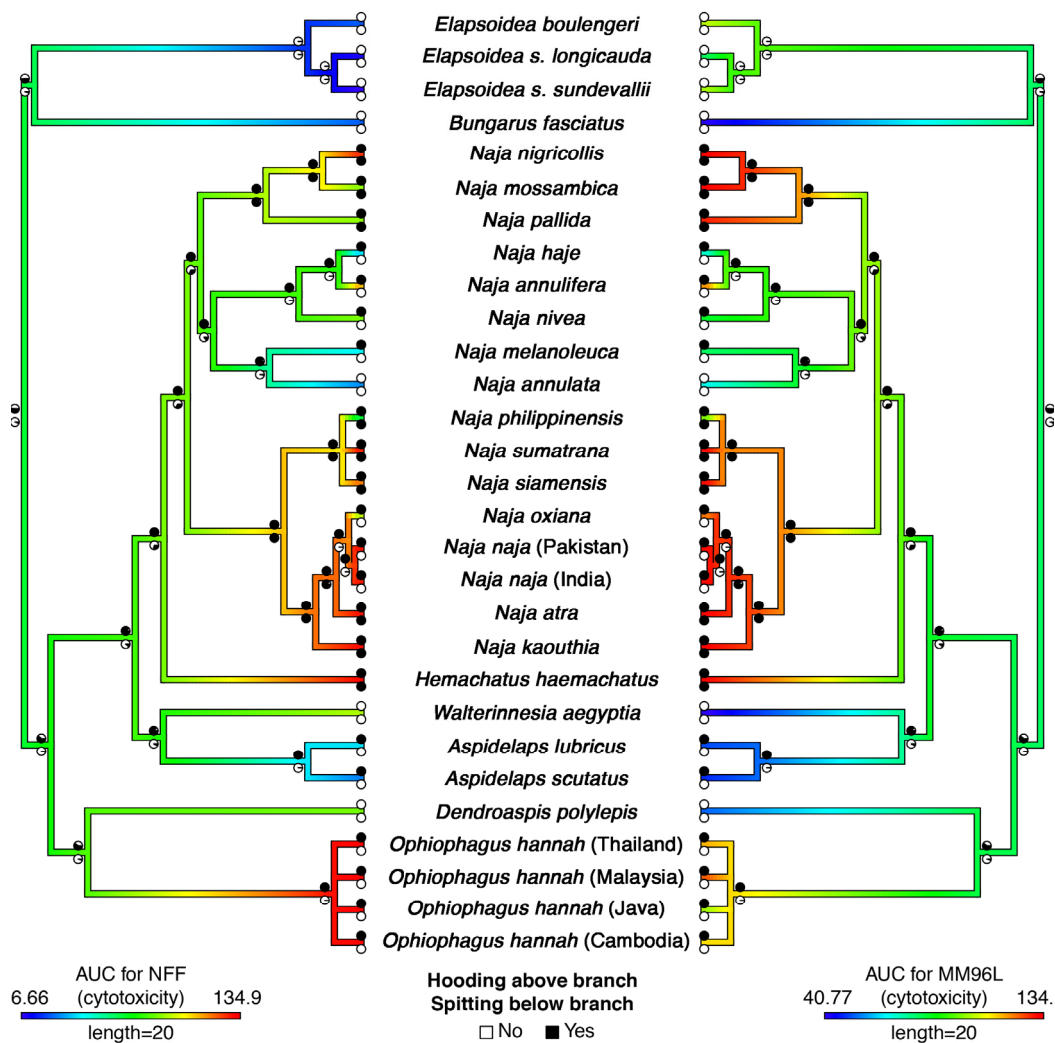 Elapsoidea boulengeri
Elapsoidea s. longicauda
Elapsoidea s. sundevallii
Bungarus fasciatus
Naja nigricollis
Naja mossambica
Naja pallida
Naja haje
Naja annulifera
Naja nivea
Naja melanoleuca
Naja annulata
Naja philippinensis
Naja sumatrana
Naja siamensis
Naja oxiana
Naja naja (Pakistan)
Naja naja (India)
Naja atra
Naja kaouthia
Hemachatus haemachatus
Walterinnesia aegyptia
Aspidelaps lubricus
Aspidelaps scutatus
Dendroaspis polylepis
Ophiophagus hannah (Thailand)
Ophiophagus hannah (Malaysia)
Ophiophagus hannah (Java)
Ophiophagus hannah (Cambodia)
AUC for NFF
6.66 (cytotoxicity) 134.9
length=20
Hooding above branch
Spitting below branch
No Yes
AUC for MM96L
40.77 (cytotoxicity) 134.
length=20